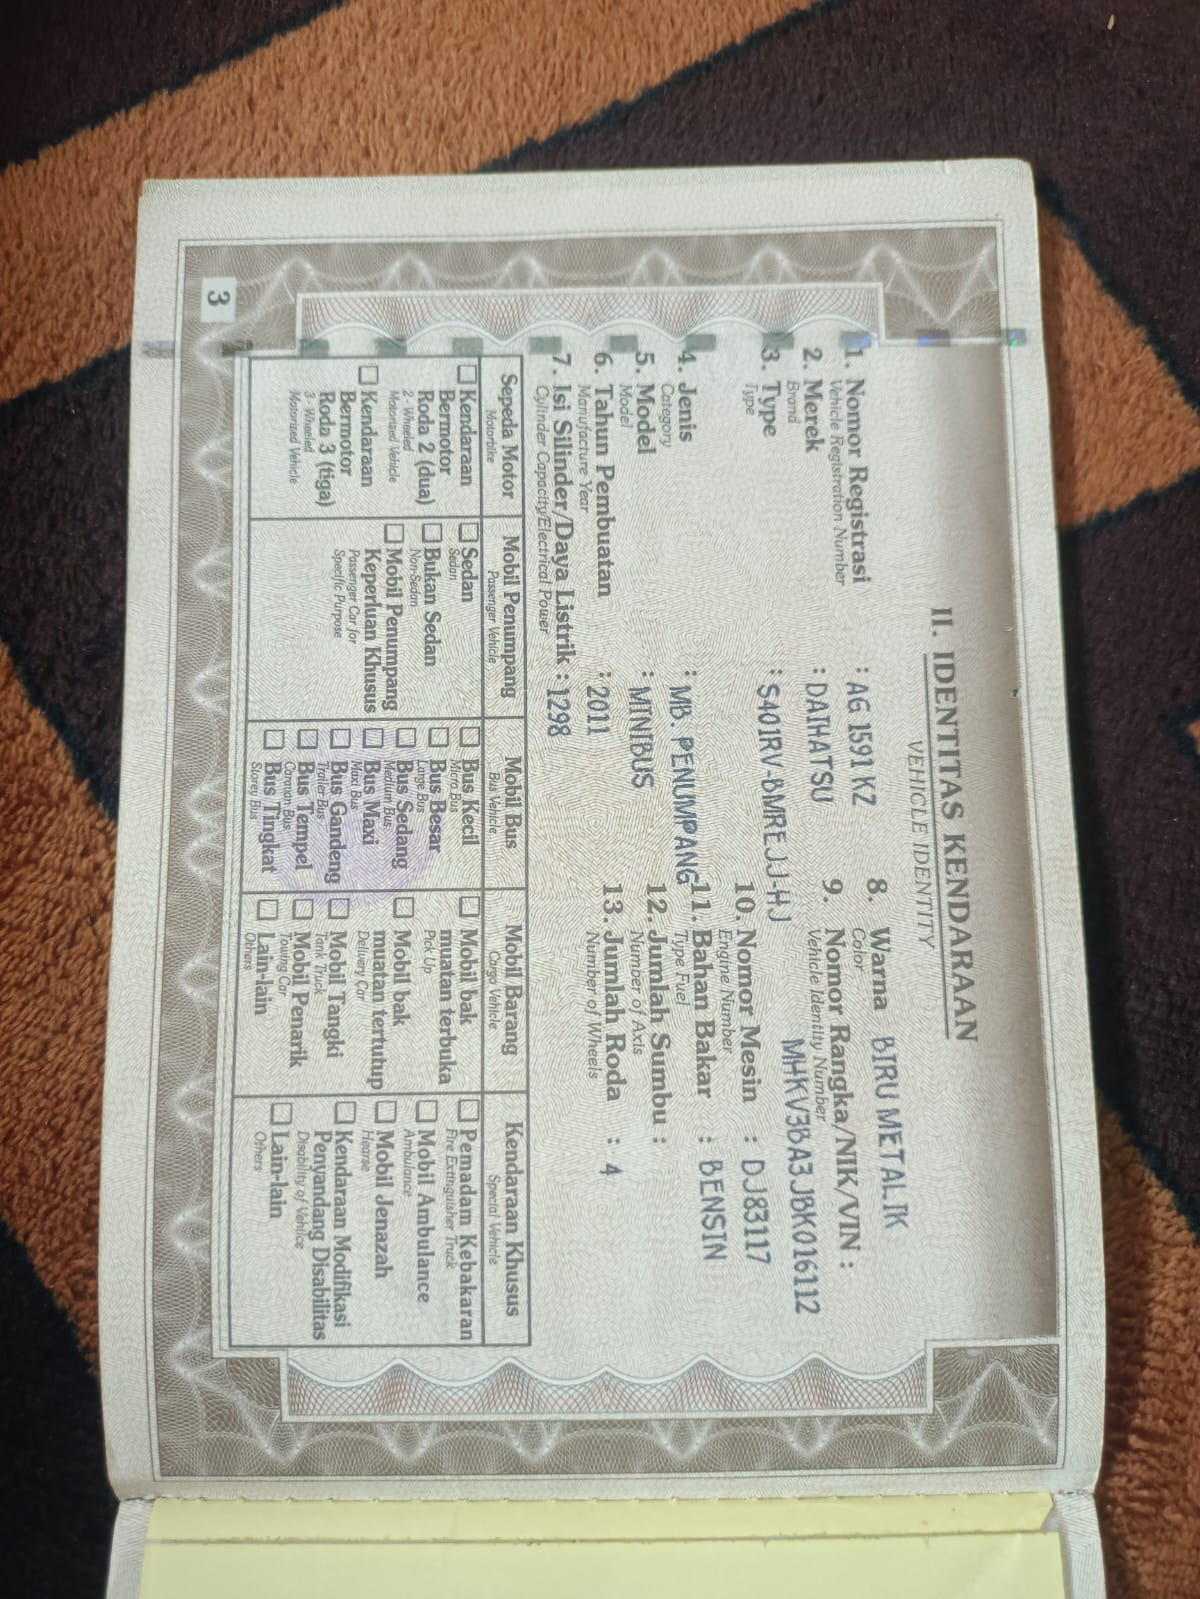 II. IDENTITAS KENDARAAN
VEHICLE IDENTITY
1. Nomor Registrasi : AG 1591 KZ
Vehicle Registration Number
2. Merek : DAIHATSU
Brand
3. Type : S401RV-BMREJJ-HJ
Type
4. Jenis : MB. PENUMPANG
Category
5. Model : MINIBUS
Model
6. Tahun Pembuatan : 2011
Manufacture Year
7. Isi Silinder/Daya Listrik : 1298
Cylinder Capacity/Electrical Power
8. Warna BIRU METALIK
Color
9. Nomor Rangka/NIK/VIN :
Vehicle Identity Number
MHKV3BA3JBK016112
10. Nomor Mesin : DJ83117
Engine Number
11. Bahan Bakar : BENSIN
Type Fuel
12. Jumlah Sumbu :
Number of Axis
13. Jumlah Roda : 4
Number of Wheels
Sepeda Motor
Motorbike
Kendaraan
Bermotor
Roda 2 (dua)
2 - Wheeled
Motorized Vehicle
Kendaraan
Bermotor
Roda 3 (tiga)
3 - Wheeled
Motorized Vehicle
Mobil Penumpang
Passenger Vehicle
Sedan
Sedan
Bukan Sedan
Non-Sedan
Mobil Penumpang
Keperluan Khusus
Passenger Car for
Specific Purpose
Mobil Bus
Bus Vehicle
Bus Kecil
Micro Bus
Bus Besar
Large Bus
Bus Sedang
Medium Bus
Bus Maxi
Maxi Bus
Bus Gandeng
Trailer Bus
Bus Tempel
Caravan Bus
Bus Tingkat
Storey Bus
Mobil Barang
Cargo Vehicle
Mobil bak
muatan terbuka
Pick Up
Mobil bak
muatan tertutup
Delivery Car
Mobil Tangki
Tank Truck
Mobil Penarik
Towing Car
Lain-lain
Others
Kendaraan Khusus
Special Vehicle
Pemadam Kebakaran
Fire Extinguisher Truck
Mobil Ambulance
Ambulance
Mobil Jenazah
Hearse
Kendaraan Modifikasi
Penyandang Disabilitas
Disability of Vehlice
Lain-lain
Others
3